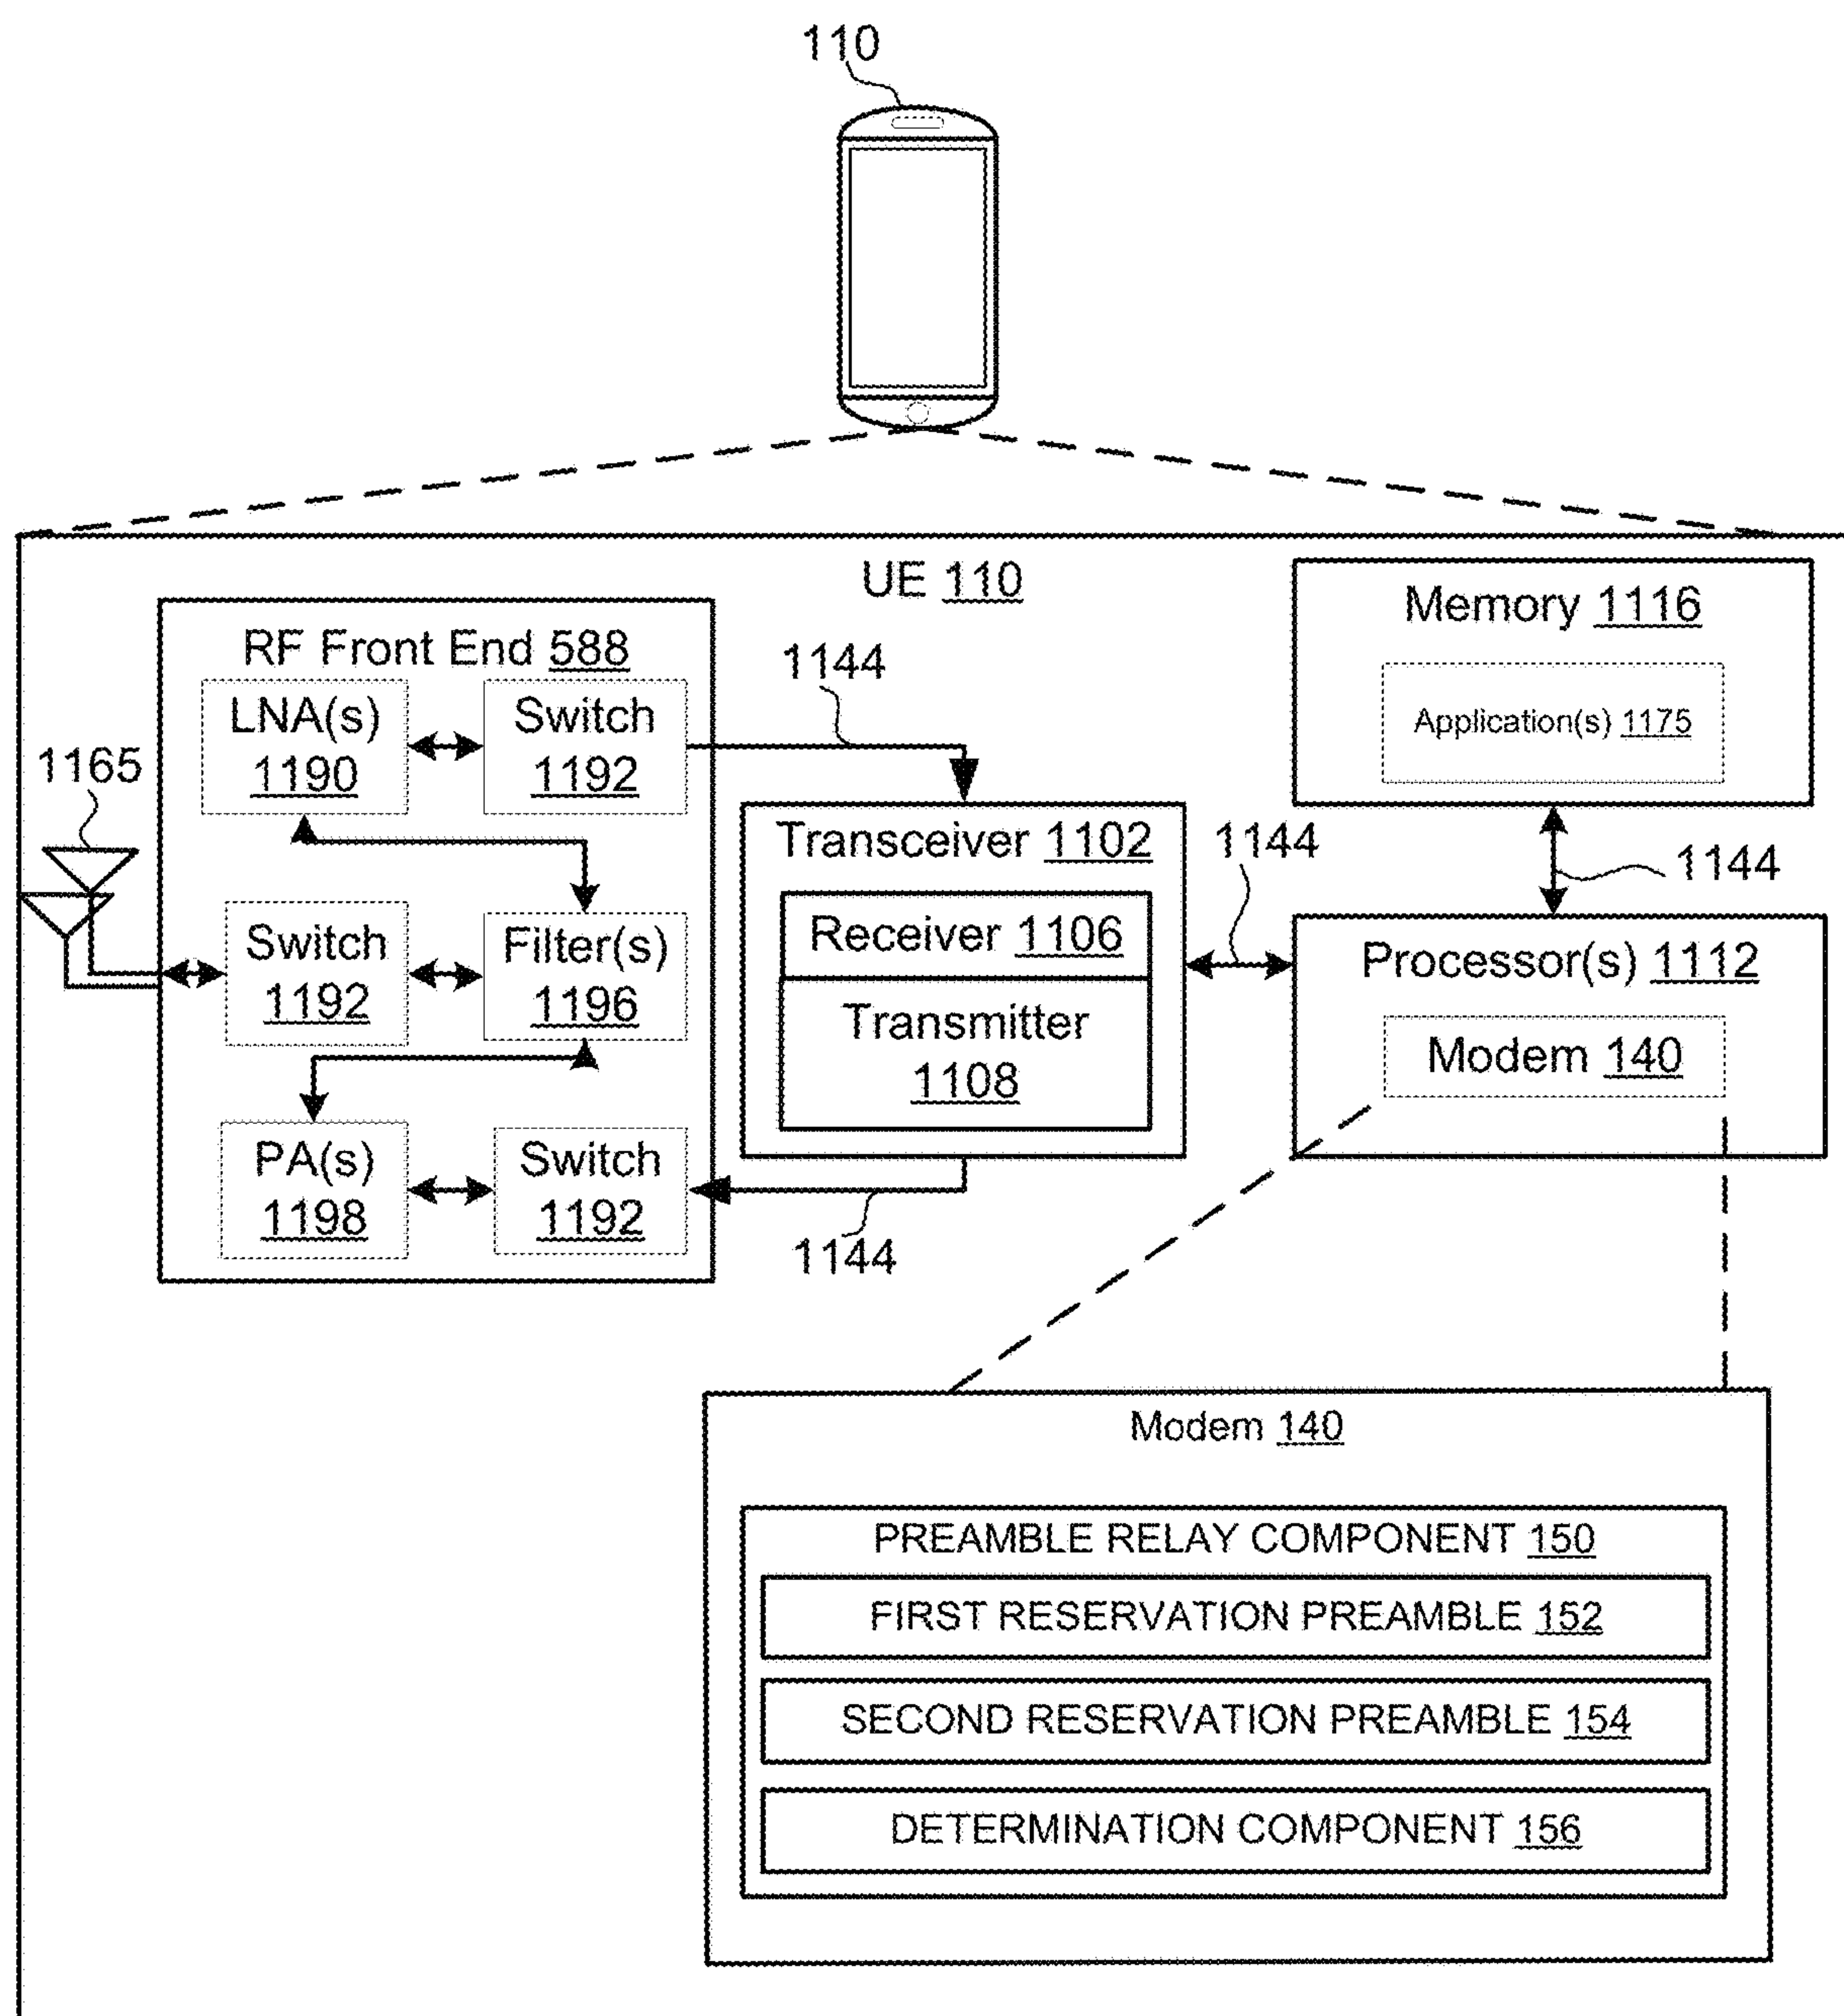 110
UE 110
RF Front End 588
LNA(s)
1190
Switch
1192
1144
Memory 1116
Application(s) 1175
1165
Transceiver 1102
Receiver 1106
Transmitter
1108
1144
1144
Switch
1192
Filter(s)
1196
Processor(s) 1112
Modem 140
PA(s)
1198
Switch
1192
1144
Modem 140
PREAMBLE RELAY COMPONENT 150
FIRST RESERVATION PREAMBLE 152
SECOND RESERVATION PREAMBLE 154
DETERMINATION COMPONENT 156